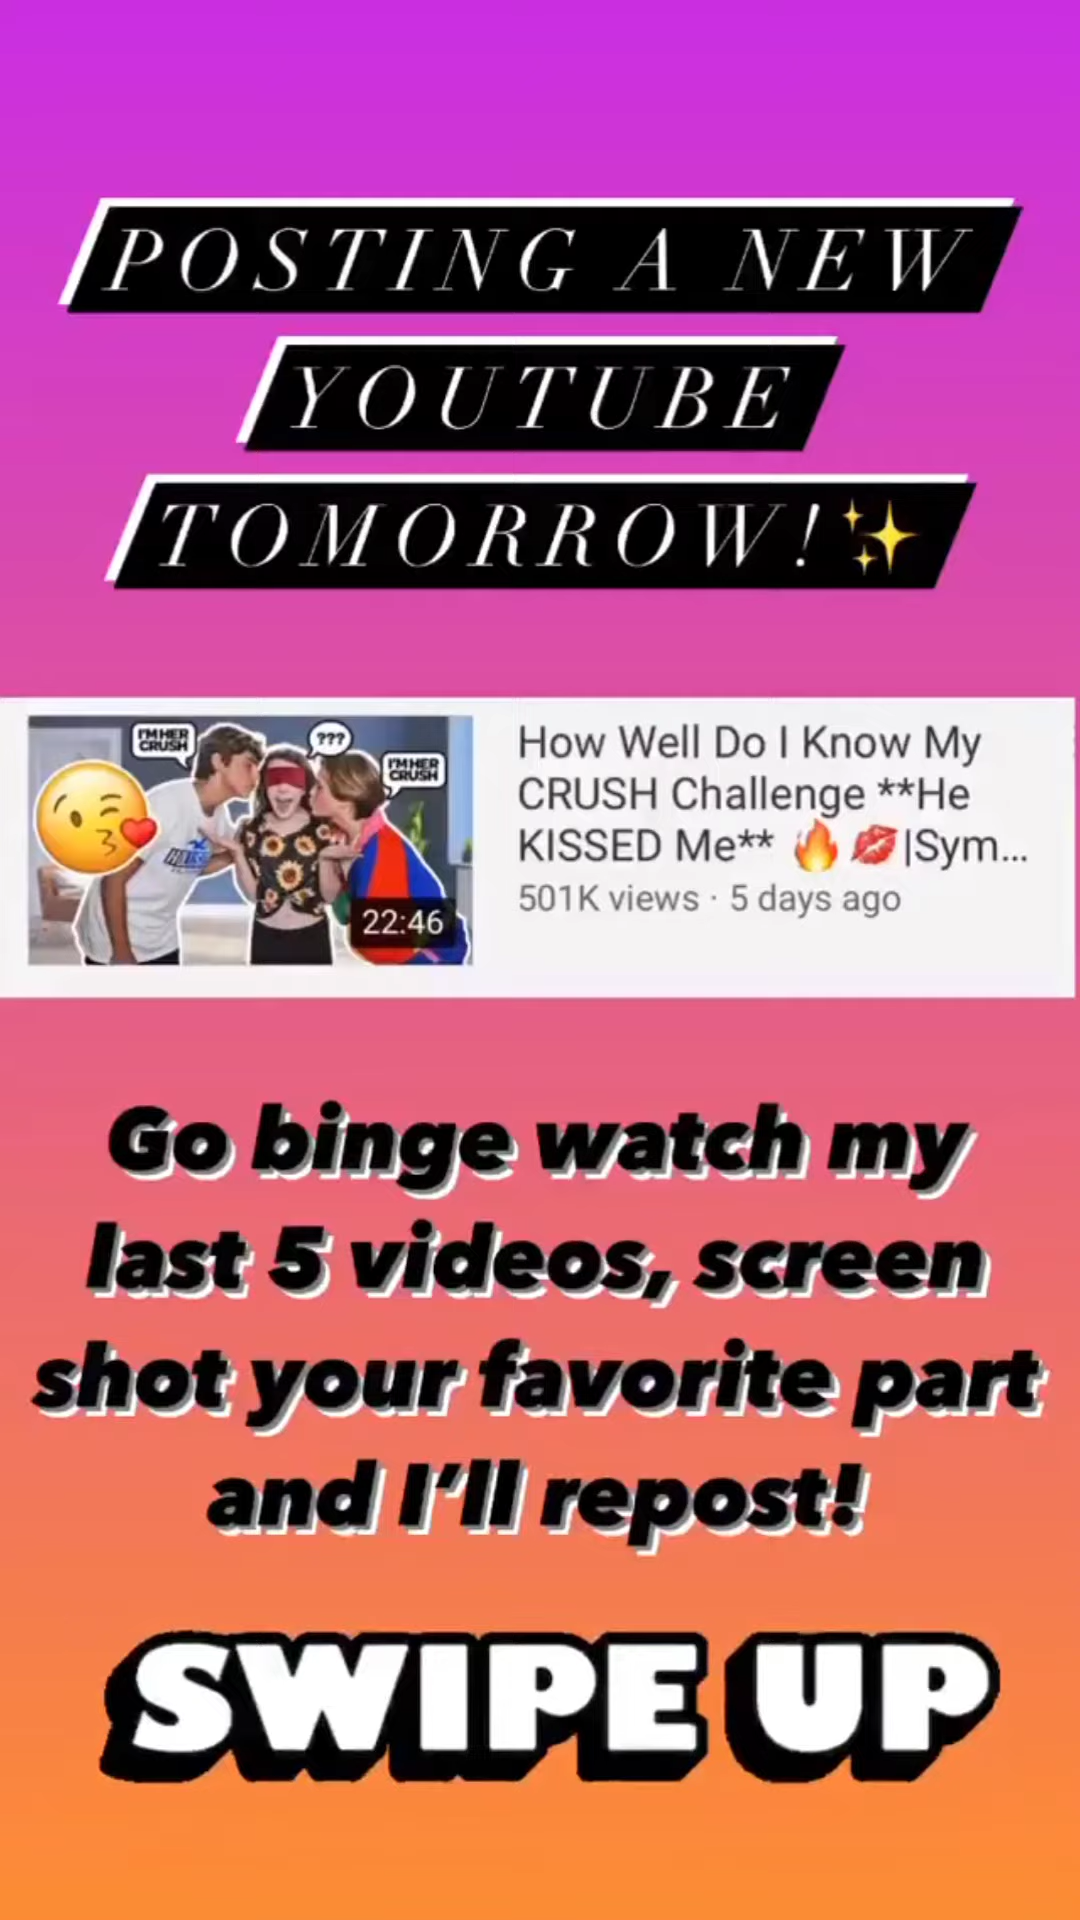 POSTING A NEW
YOUTUBE
TOMORROW!✨
I'M HER
CRUSH
???
I'M HER
CRUSH
22:46
How Well Do I Know My
CRUSH Challenge **He
KISSED Me** 🔥 💋|Sym...
501K views · 5 days ago
Go binge watch my
last 5 videos, screen
shot your favorite part
and I'll repost!
SWIPE UP